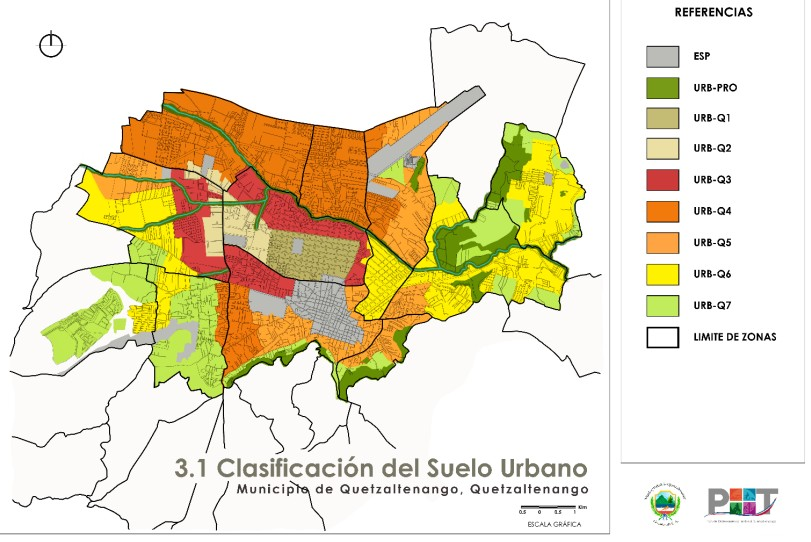 REFERENCIAS
ESP
URB-PRO
URB-Q1
URB-Q2
URB-Q3
URB-Q4
URB-Q5
URB-Q6
URB-Q7
LIMITE DE ZONAS
3.1 Clasificación del Suelo Urbano
Municipio de Quetzaltenango, Quetzaltenango
0.5 0 0.5 1 Km
ESCALA GRÁFICA
POT